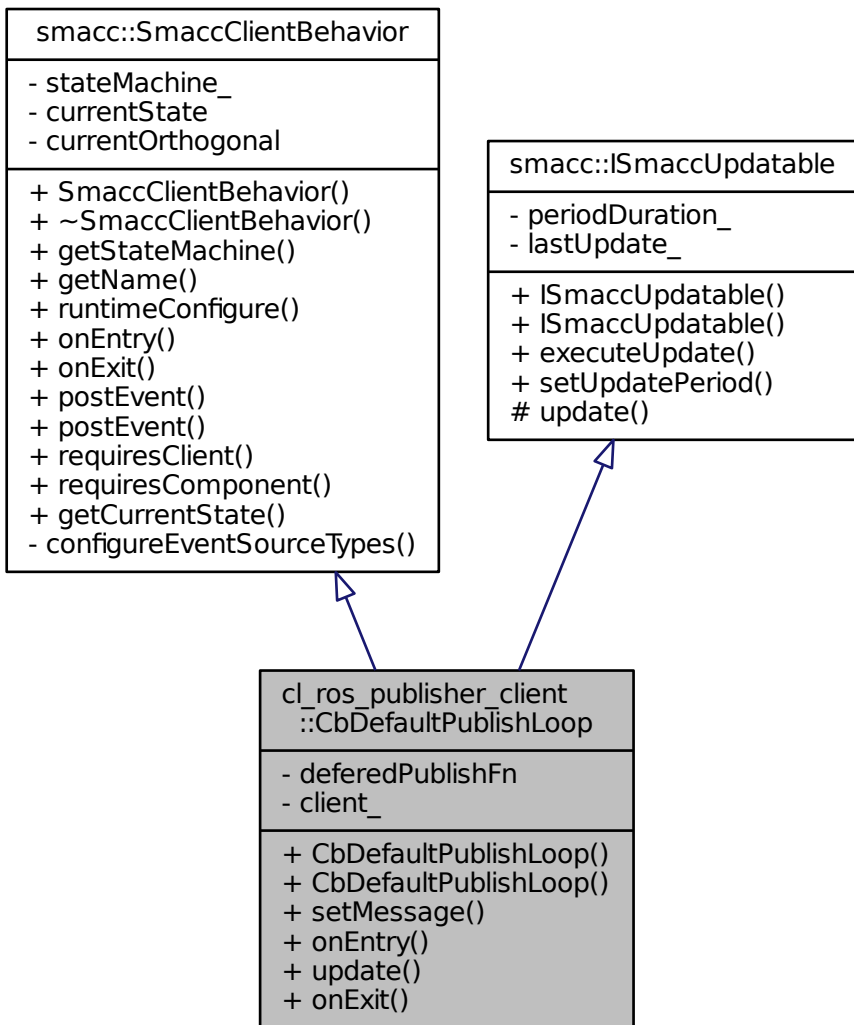 smacc::SmaccClientBehavior
- stateMachine_
- currentState
- currentOrthogonal
+ SmaccClientBehavior()
+ ~SmaccClientBehavior()
+ getStateMachine()
+ getName()
+ runtimeConfigure()
+ onEntry()
+ onExit()
+ postEvent()
+ postEvent()
+ requiresClient()
+ requiresComponent()
+ getCurrentState()
- configureEventSourceTypes()
smacc::ISmaccUpdatable
- periodDuration_
- lastUpdate_
+ ISmaccUpdatable()
+ ISmaccUpdatable()
+ executeUpdate()
+ setUpdatePeriod()
# update()
cl_ros_publisher_client
::CbDefaultPublishLoop
- deferedPublishFn
- client_
+ CbDefaultPublishLoop()
+ CbDefaultPublishLoop()
+ setMessage()
+ onEntry()
+ update()
+ onExit()